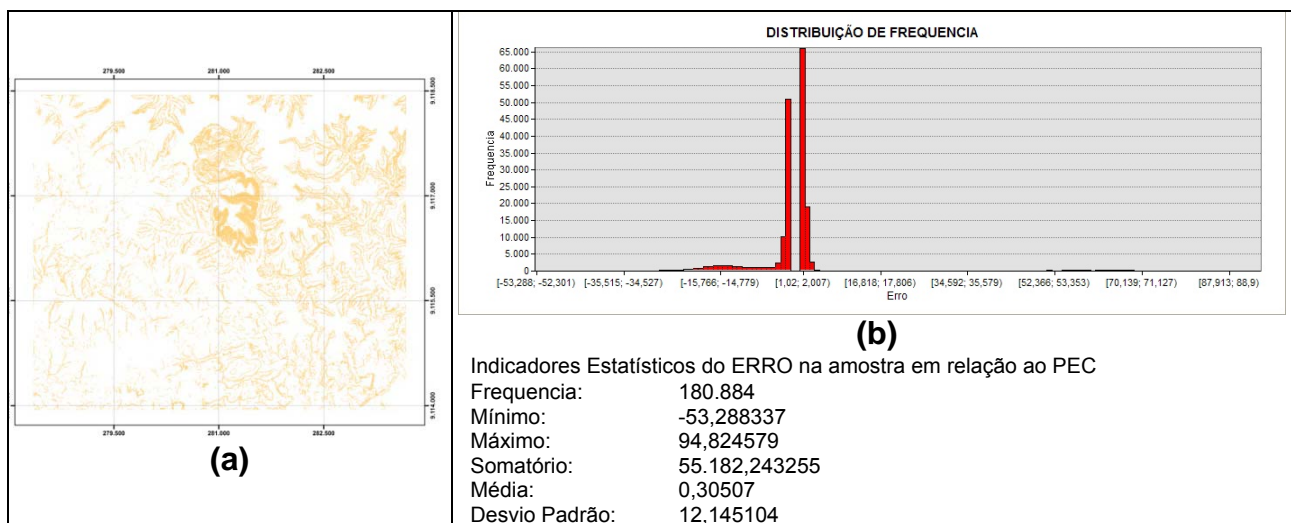 279.500 281.000 282.500
9.118.500
9.117.000
9.115.500
9.114.000
279.500 281.000 282.500
(a)
DISTRIBUIÇÃO DE FREQUENCIA
Frequencia
65.000
60.000
55.000
50.000
45.000
40.000
35.000
30.000
25.000
20.000
15.000
10.000
5.000
0
[-53,288; -52,301) [-35,515; -34,527) [-15,766; -14,779) [1,02; 2,007) [16,818; 17,806) [34,592; 35,579) [52,366; 53,353) [70,139; 71,127) [87,913; 88,9)
Erro
(b)
Indicadores Estatísticos do ERRO na amostra em relação ao PEC
Frequencia: 180.884
Mínimo: -53,288337
Máximo: 94,824579
Somatório: 55.182,243255
Média: 0,30507
Desvio Padrão: 12,145104